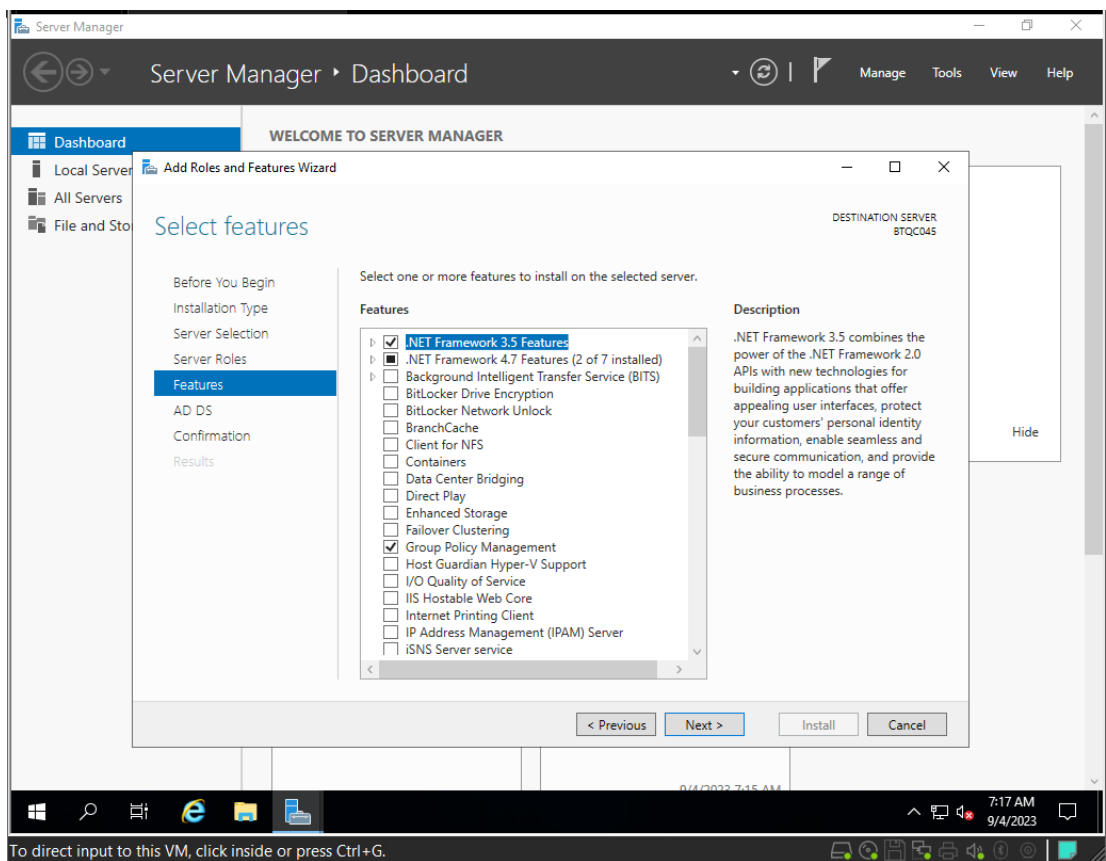 Server Manager
Server Manager ‣ Dashboard
Manage Tools View Help
Dashboard
Local Server
All Servers
File and Sto
WELCOME TO SERVER MANAGER
Add Roles and Features Wizard
Select features
DESTINATION SERVER
BTQC045
Before You Begin
Installation Type
Server Selection
Server Roles
Features
AD DS
Confirmation
Results
Select one or more features to install on the selected server.
Features
.NET Framework 3.5 Features
.NET Framework 4.7 Features (2 of 7 installed)
Background Intelligent Transfer Service (BITS)
BitLocker Drive Encryption
BitLocker Network Unlock
BranchCache
Client for NFS
Containers
Data Center Bridging
Direct Play
Enhanced Storage
Failover Clustering
Group Policy Management
Host Guardian Hyper-V Support
I/O Quality of Service
IIS Hostable Web Core
Internet Printing Client
IP Address Management (IPAM) Server
iSNS Server service
Description
.NET Framework 3.5 combines the
power of the .NET Framework 2.0
APIs with new technologies for
building applications that offer
appealing user interfaces, protect
your customers' personal identity
information, enable seamless and
secure communication, and provide
the ability to model a range of
business processes.
Hide
< Previous
Next >
Install
Cancel
9/4/2023 7:15 AM
7:17 AM
9/4/2023
To direct input to this VM, click inside or press Ctrl+G.